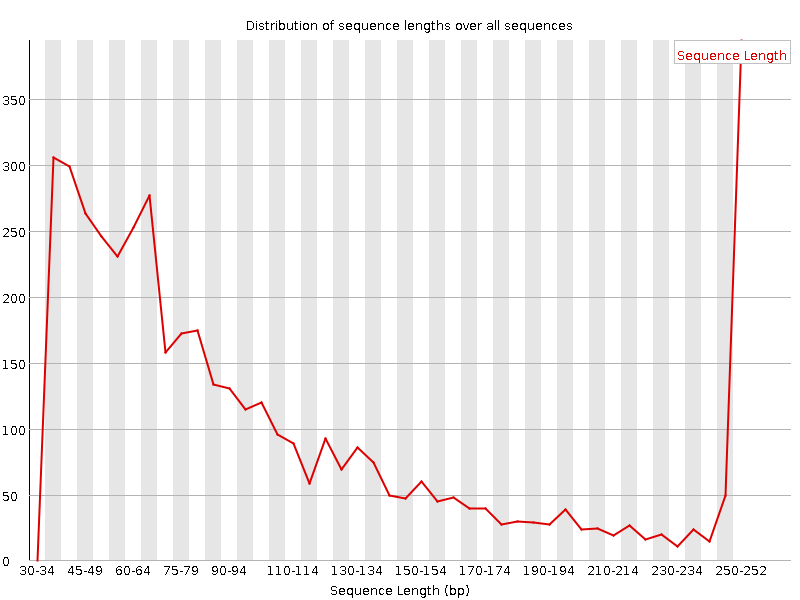 Distribution of sequence lengths over all sequences
Sequence Length
350
300
250
200
150
100
50
0
30-34 45-49 60-64 75-79 90-94 110-114 130-134 150-154 170-174 190-194 210-214 230-234 250-252
Sequence Length (bp)